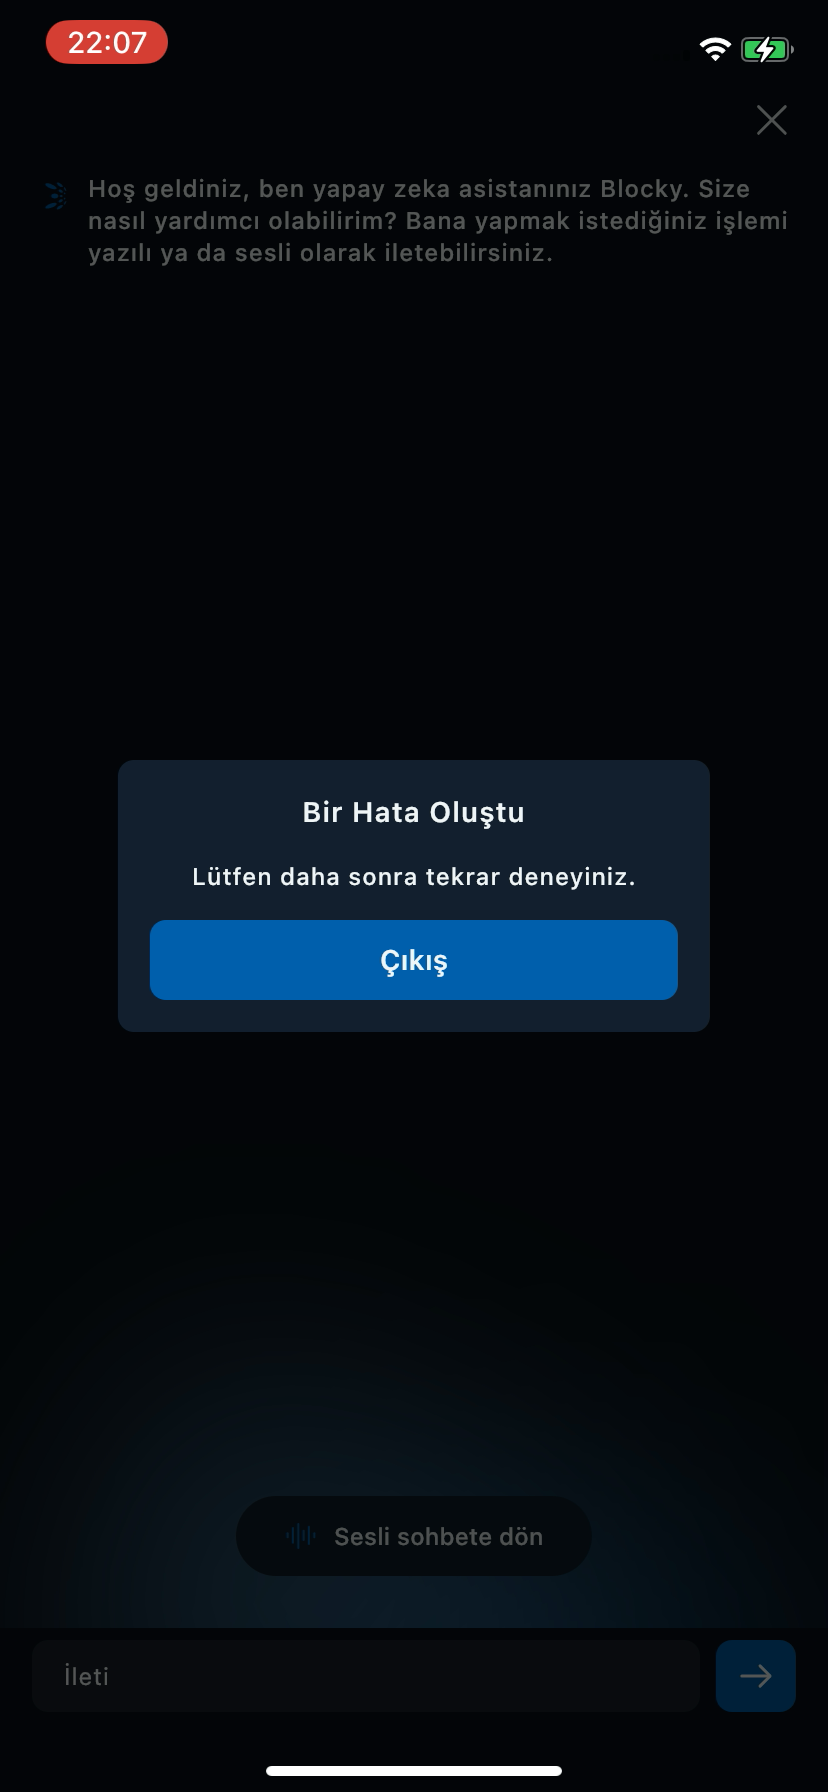 22:07
Hoş geldiniz, ben yapay zeka asistanınız Blocky. Size
nasıl yardımcı olabilirim? Bana yapmak istediğiniz işlemi
yazılı ya da sesli olarak iletebilirsiniz.
Bir Hata Oluştu
Lütfen daha sonra tekrar deneyiniz.
Çıkış
Sesli sohbete dön
İleti